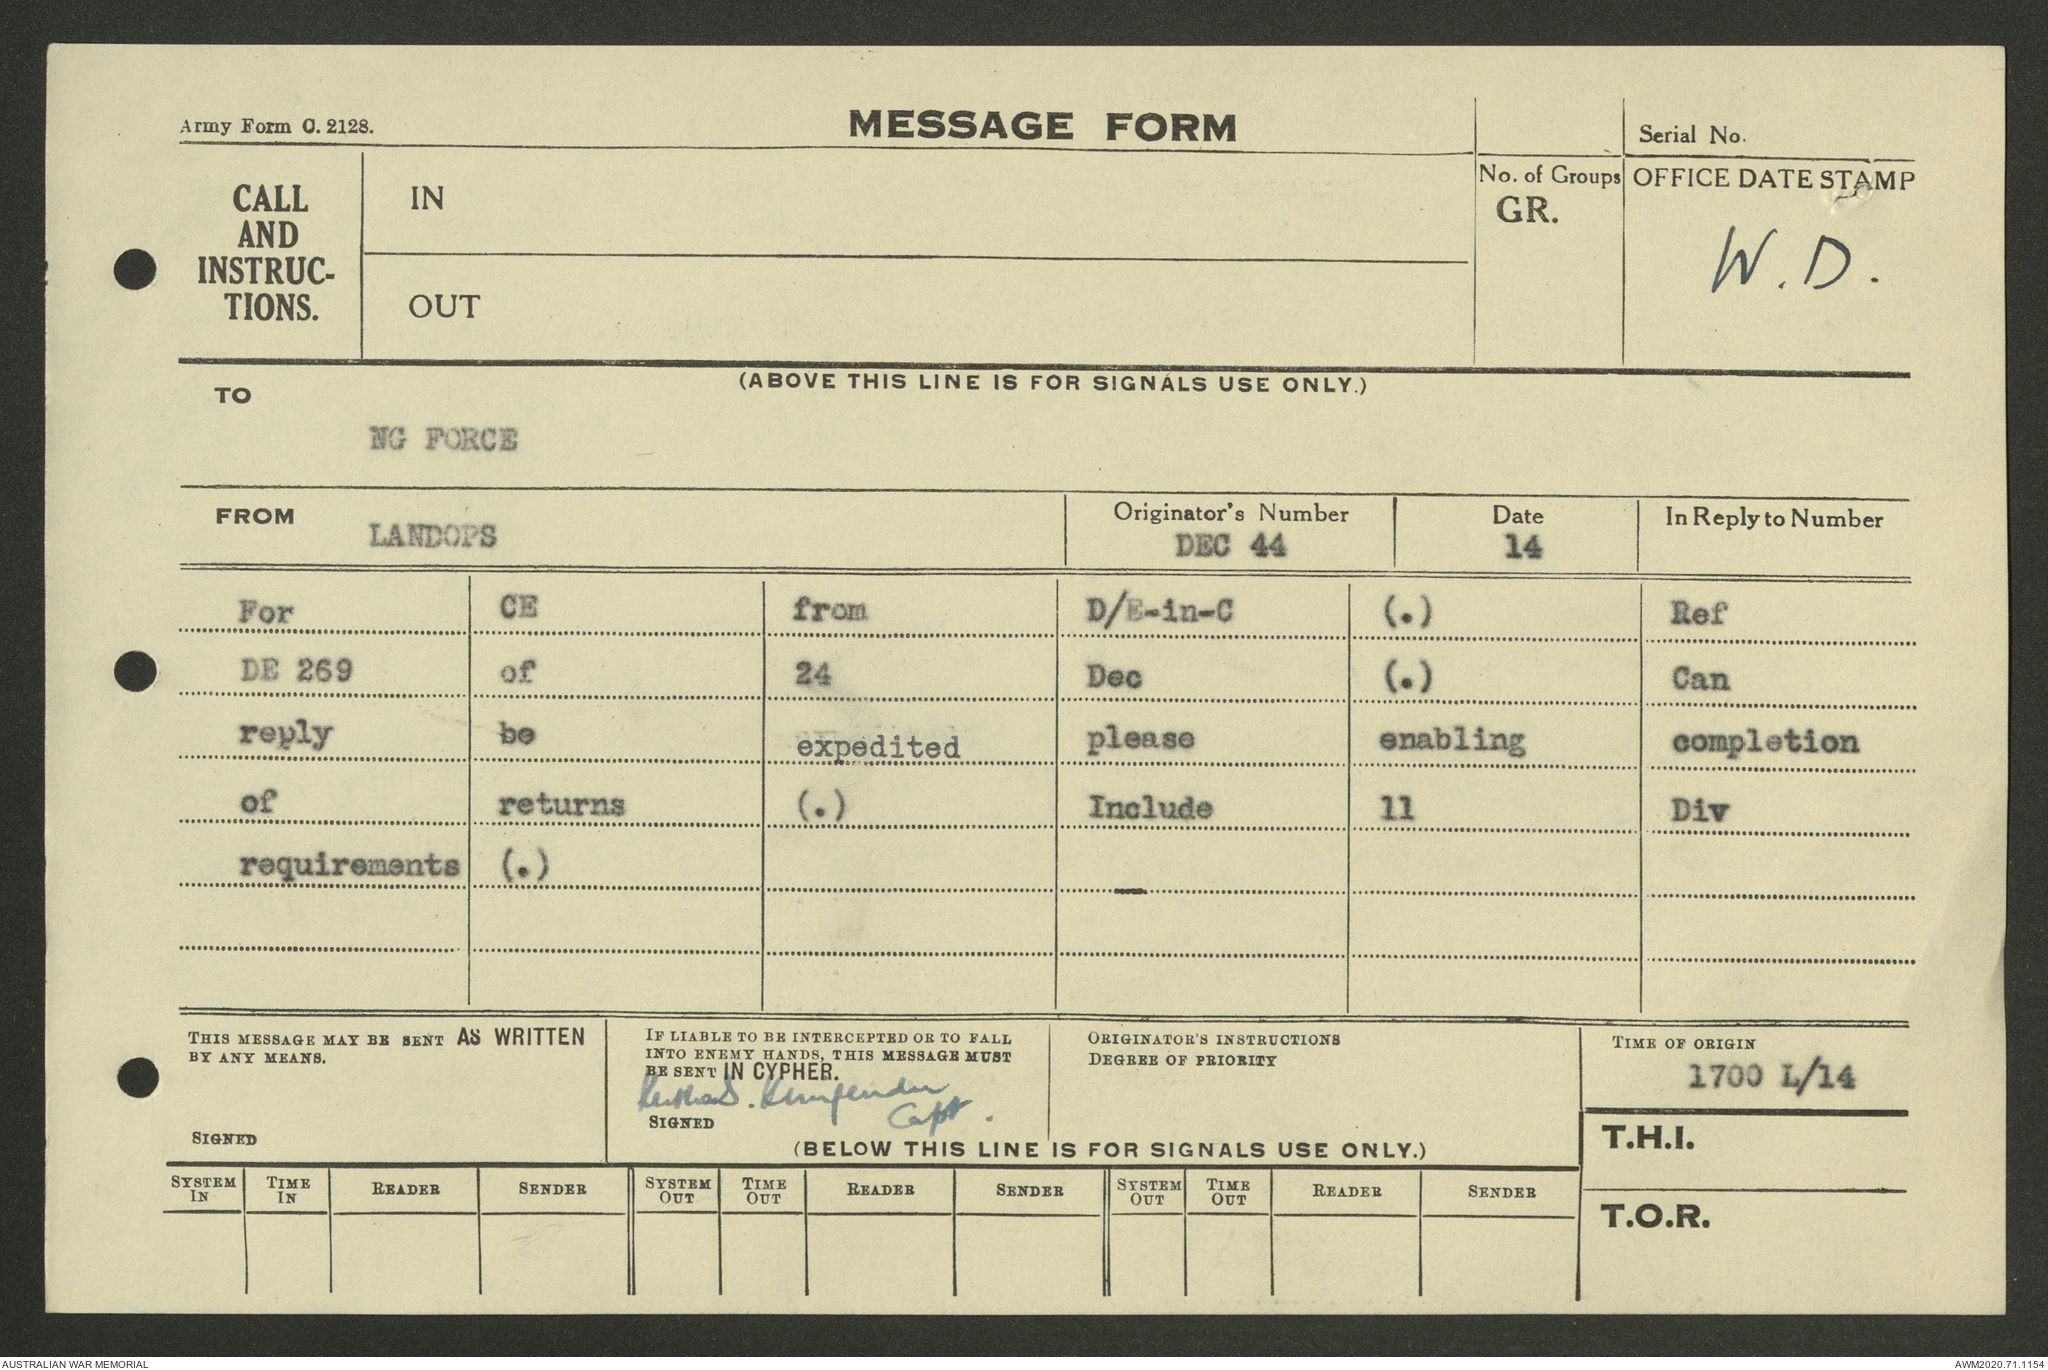 Army Form C. 2128.
MESSAGE FORM
Serial No.
CALL AND INSTRUC-TIONS.
IN
OUT
No. of Groups
GR.
OFFICE DATE STAMP
W.D.
(ABOVE THIS LINE IS FOR SIGNALS USE ONLY.)
TO
NG FORCE
FROM
LANDOPS
Originator's Number
DEC 44
Date
14
In Reply to Number
For CE from D/E-in-C (.) Ref
DE 269 of 24 Dec (.) Can
reply be expedited please enabling completion
of returns (.) Include 11 Div
requirements (.)
THIS MESSAGE MAY BE SENT AS WRITTEN
BY ANY MEANS.
SIGNED
IF LIABLE TO BE INTERCEPTED OR TO FALL
INTO ENEMY HANDS, THIS MESSAGE MUST
BE SENT IN CYPHER.
Capt.
SIGNED
ORIGINATOR'S INSTRUCTIONS
DEGREE OF PRIORITY
TIME OF ORIGIN
1700 L/14
T.H.I.
T.O.R.
(BELOW THIS LINE IS FOR SIGNALS USE ONLY.)
SYSTEM IN TIME IN READER SENDER SYSTEM OUT TIME OUT READER SENDER SYSTEM OUT TIME OUT READER SENDER
AUSTRALIAN WAR MEMORIAL
AWM2020.71.1154